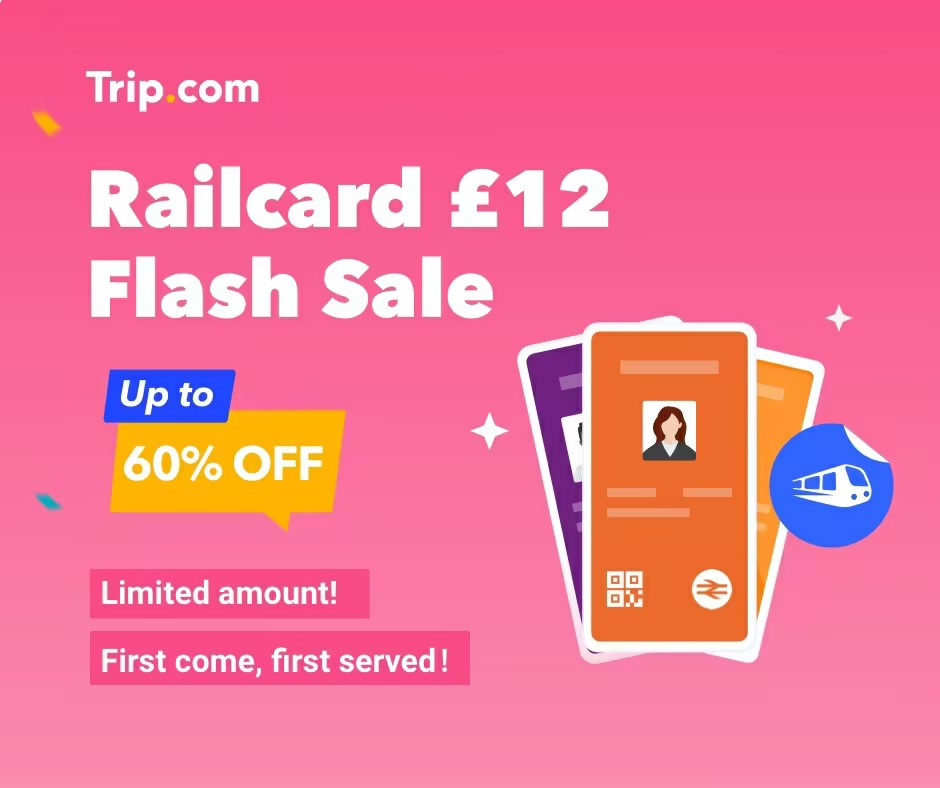 Trip.com
Railcard £12
Flash Sale
Up to
60% OFF
Limited amount!
First come, first served!